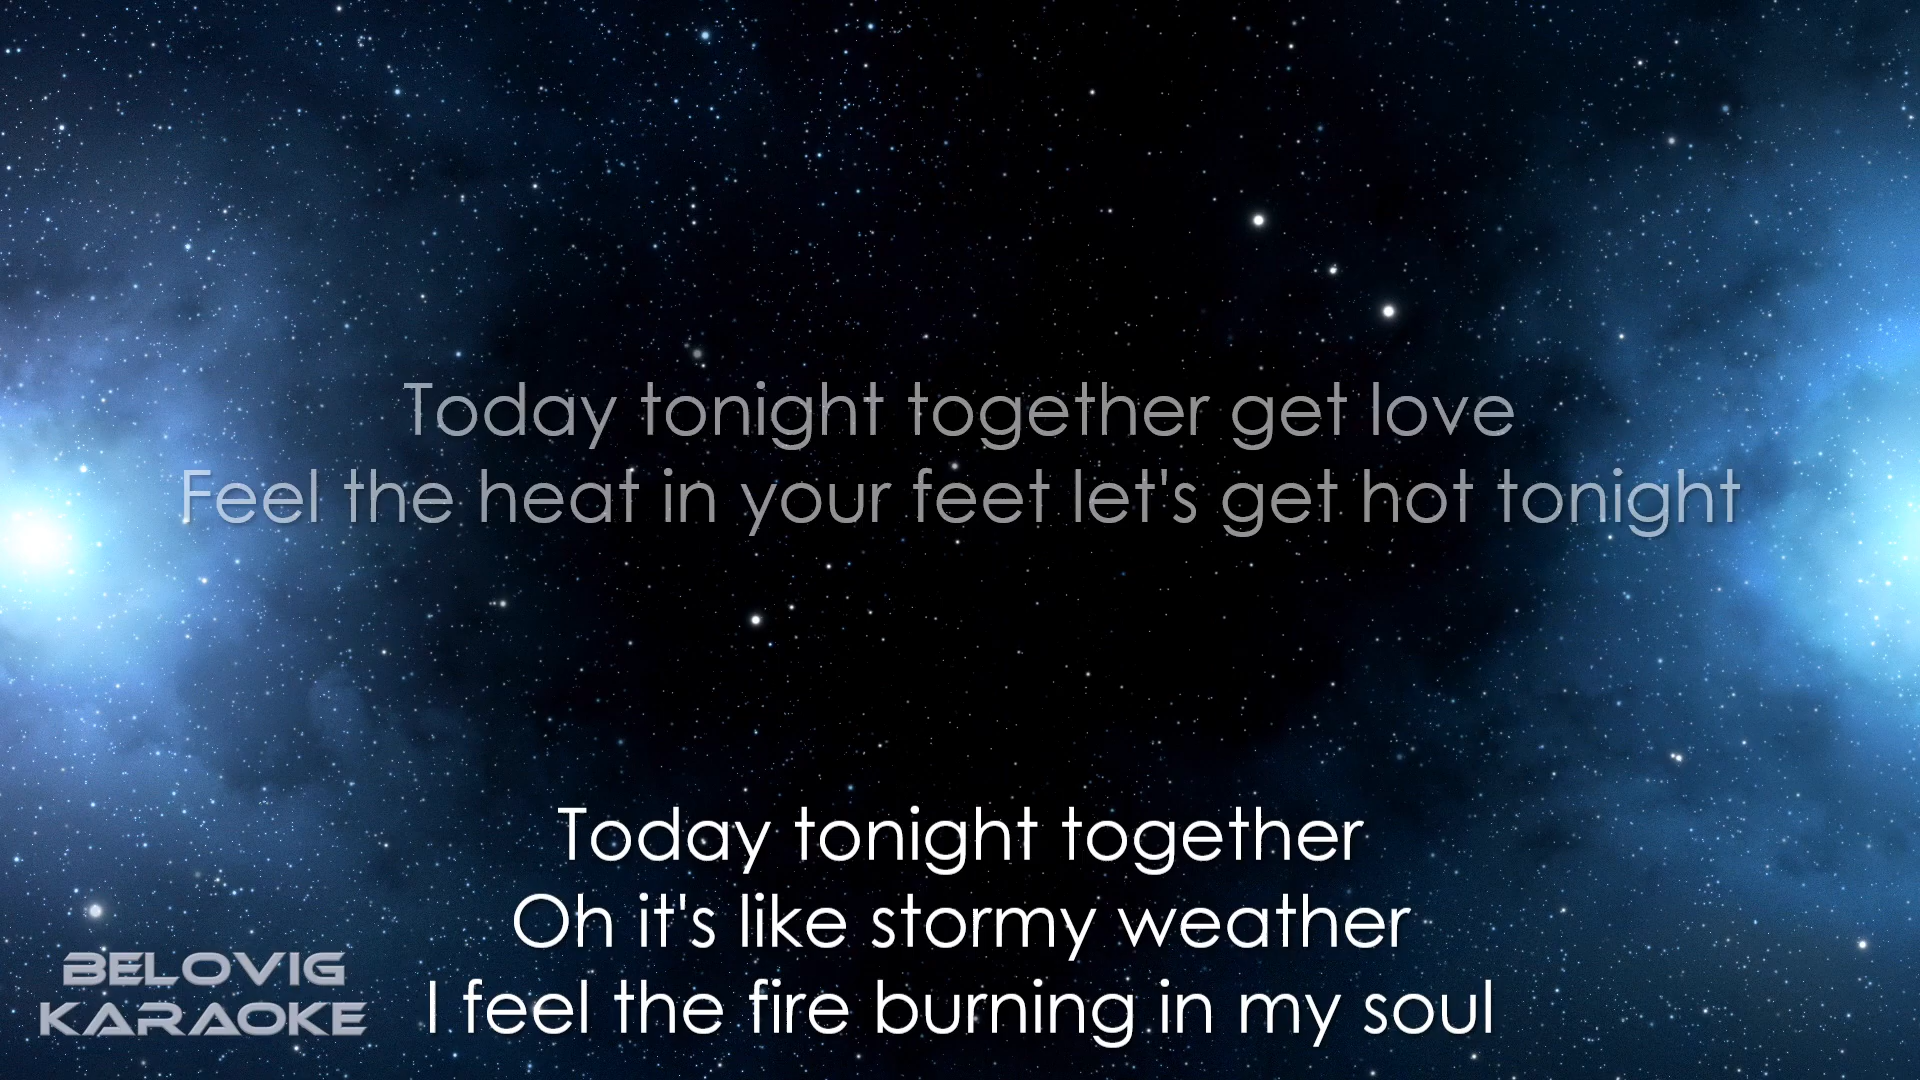 Today tonight together get love
Feel the heat in your feet let's get hot tonight
Today tonight together
Oh it's like stormy weather
I feel the fire burning in my soul
BELOVIG
KARAOKE